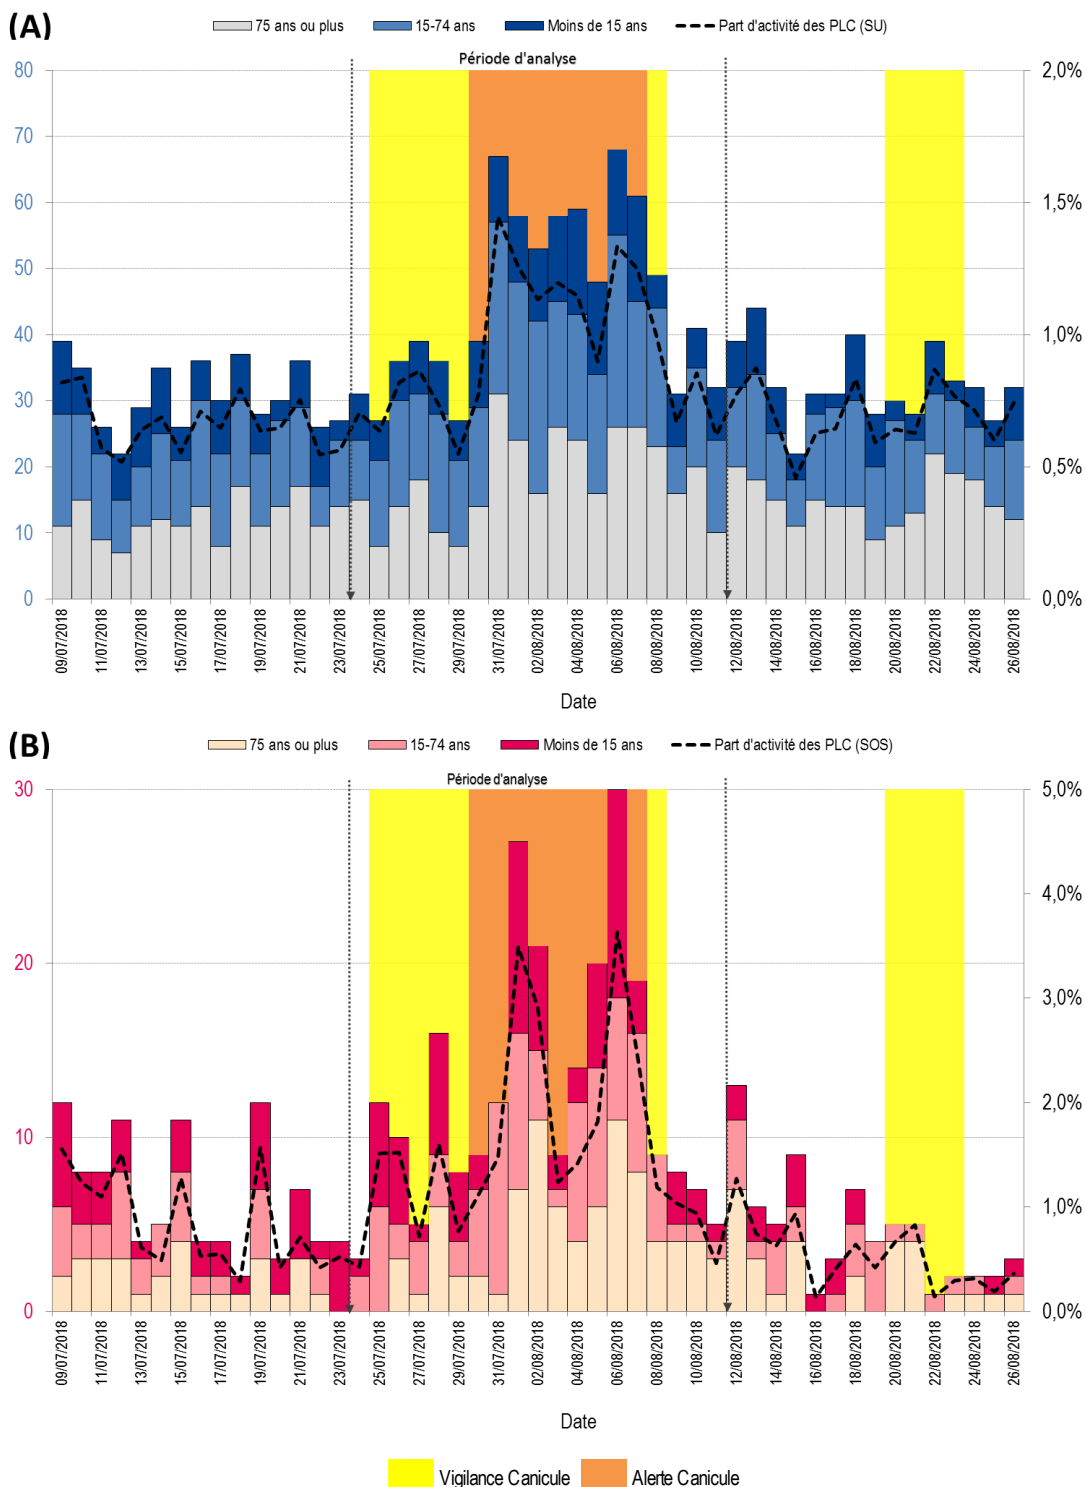 (A)
75 ans ou plus 15-74 ans Moins de 15 ans Part d'activité des PLC (SU)
Période d'analyse
80 2,0%
70
60 1,5%
50
40 1,0%
30
20 0,5%
10
0 0,0%
09/07/2018 11/07/2018 13/07/2018 15/07/2018 17/07/2018 19/07/2018 21/07/2018 23/07/2018 25/07/2018 27/07/2018 29/07/2018 31/07/2018 02/08/2018 04/08/2018 06/08/2018 08/08/2018 10/08/2018 12/08/2018 14/08/2018 16/08/2018 18/08/2018 20/08/2018 22/08/2018 24/08/2018 26/08/2018
Date
(B)
75 ans ou plus 15-74 ans Moins de 15 ans Part d'activité des PLC (SOS)
Période d'analyse
30 5,0%
4,0%
20
3,0%
2,0%
10
1,0%
0 0,0%
09/07/2018 11/07/2018 13/07/2018 15/07/2018 17/07/2018 19/07/2018 21/07/2018 23/07/2018 25/07/2018 27/07/2018 29/07/2018 31/07/2018 02/08/2018 04/08/2018 06/08/2018 08/08/2018 10/08/2018 12/08/2018 14/08/2018 16/08/2018 18/08/2018 20/08/2018 22/08/2018 24/08/2018 26/08/2018
Date
Vigilance Canicule Alerte Canicule